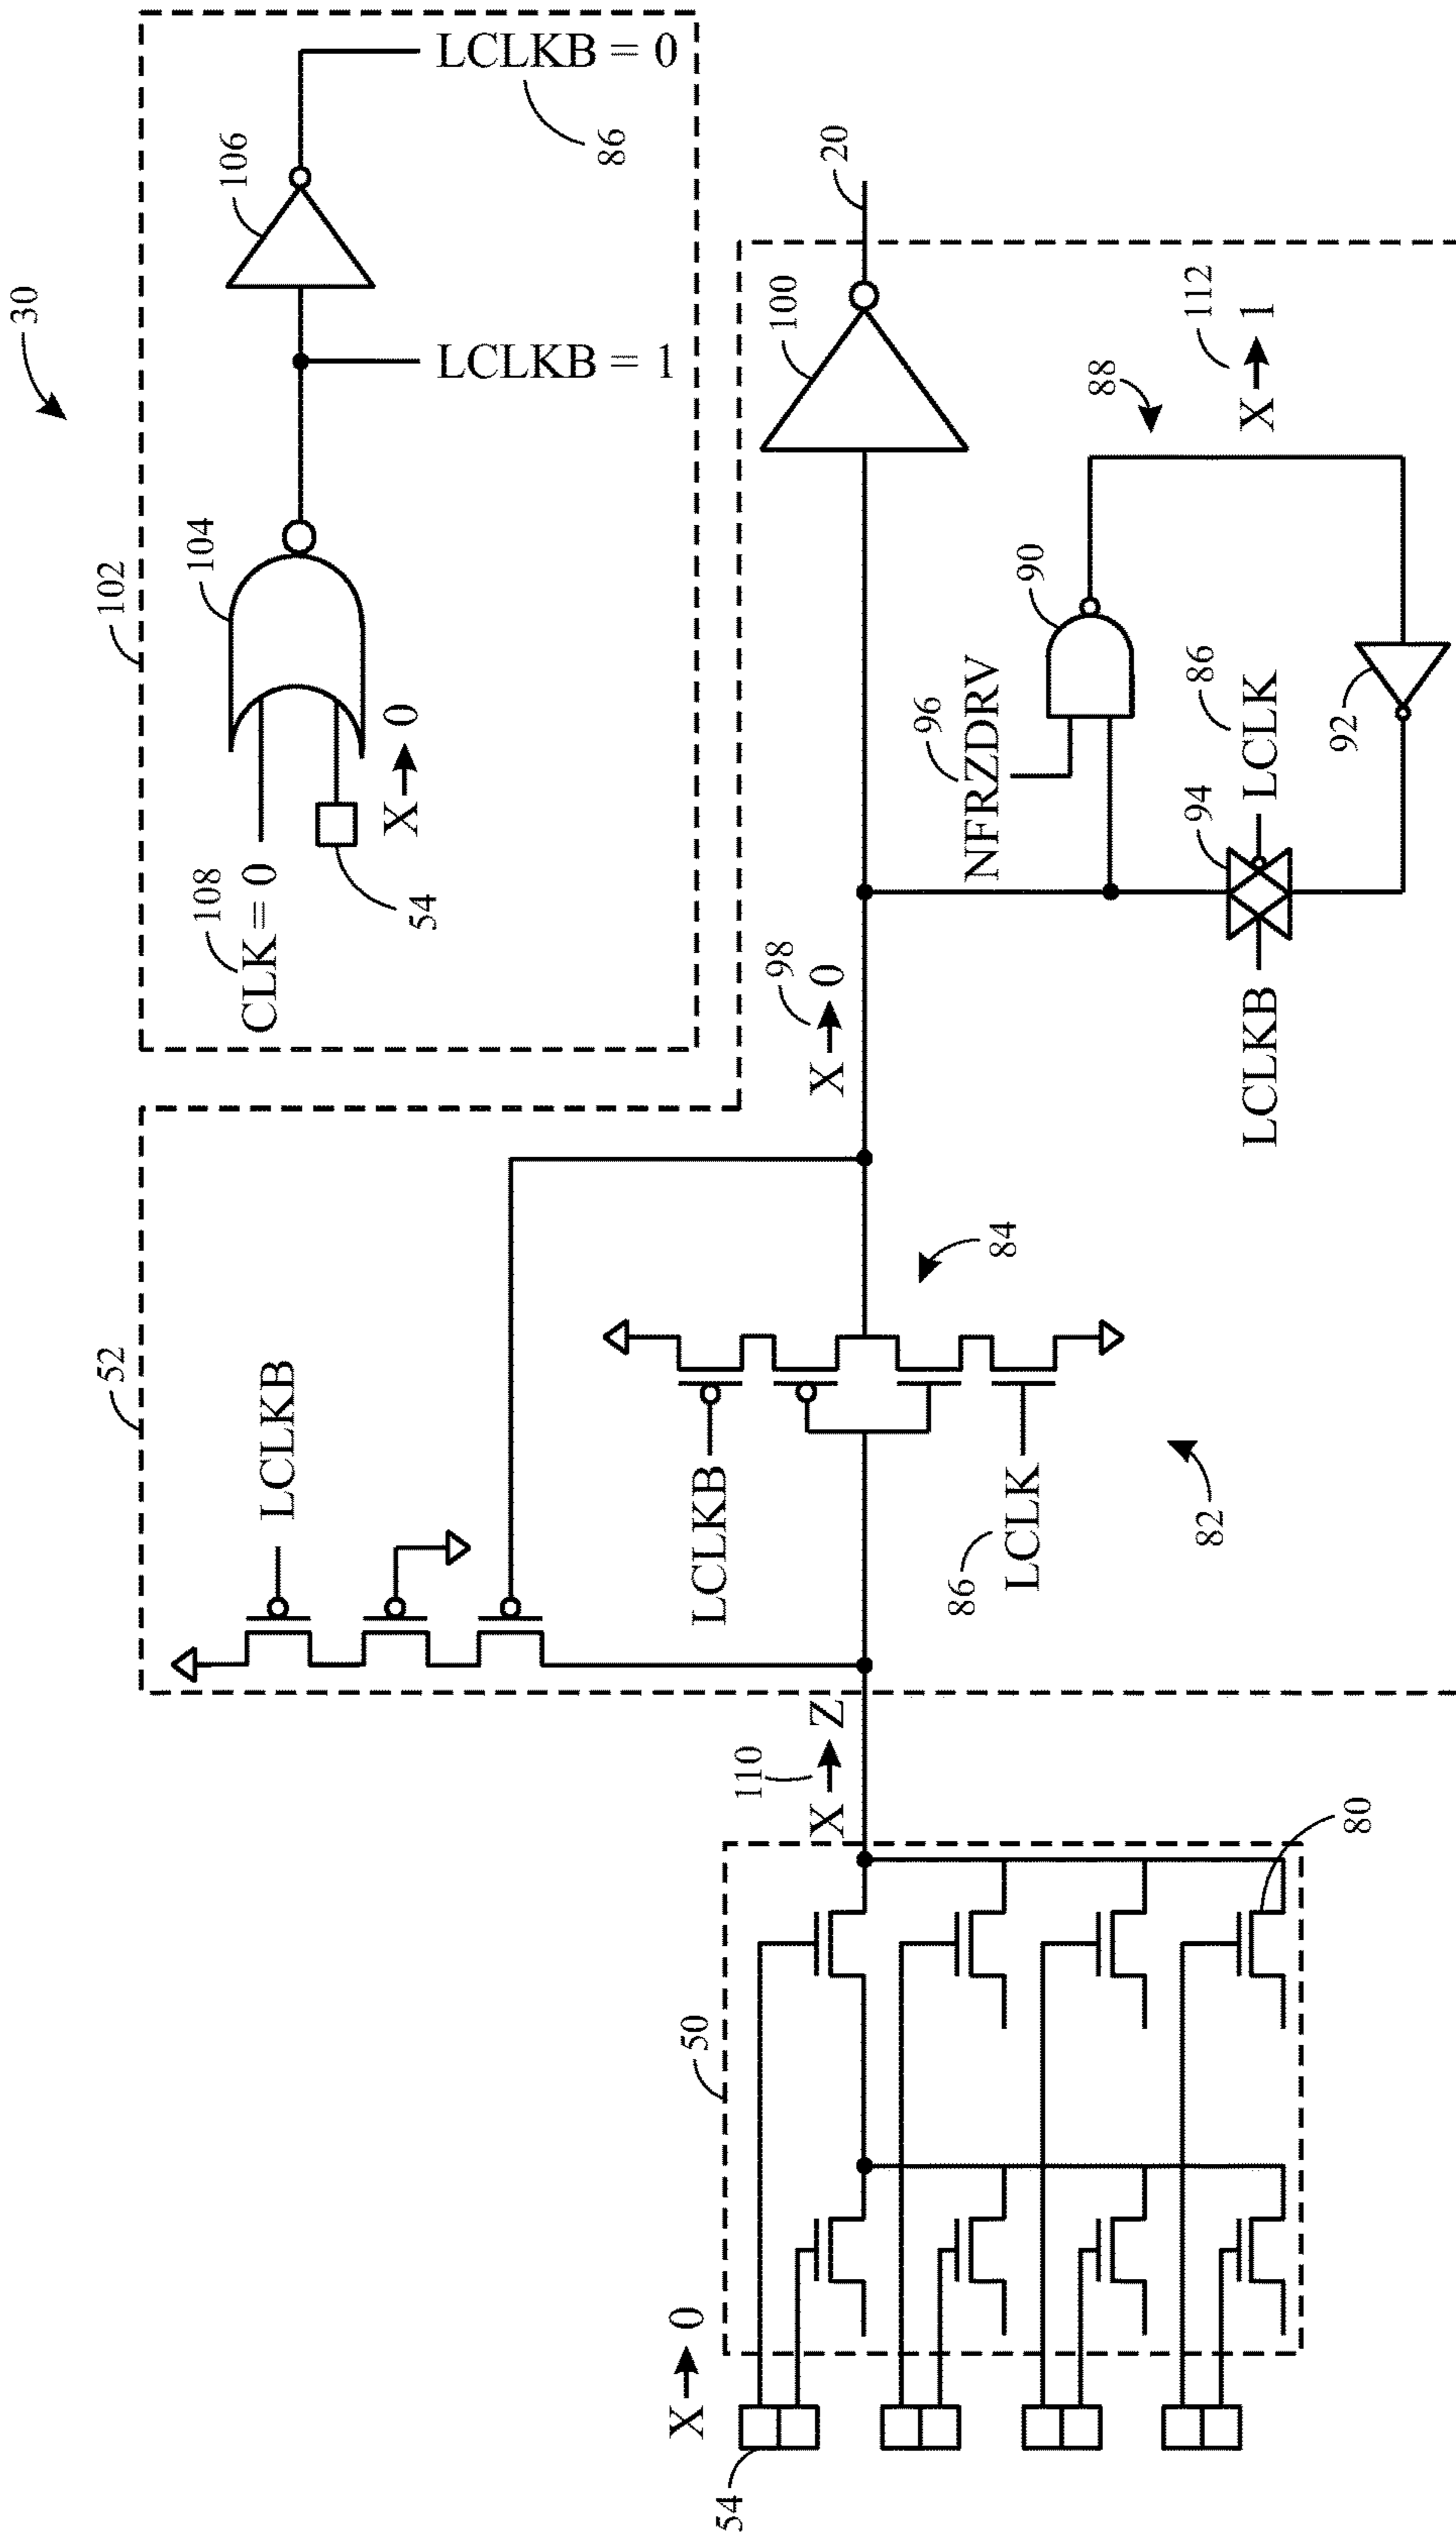 30
102
104
106
108
CLK = 0
54
X → 0
LCLKB = 1
LCLKB = 0
86
52
LCLKB
LCLKB
86
LCLK
82
84
98
X → 0
100
20
96
NFRZDRV
90
88
112
X → 1
94
86
LCLK
LCLKB
92
110
X → Z
50
80
X → 0
54